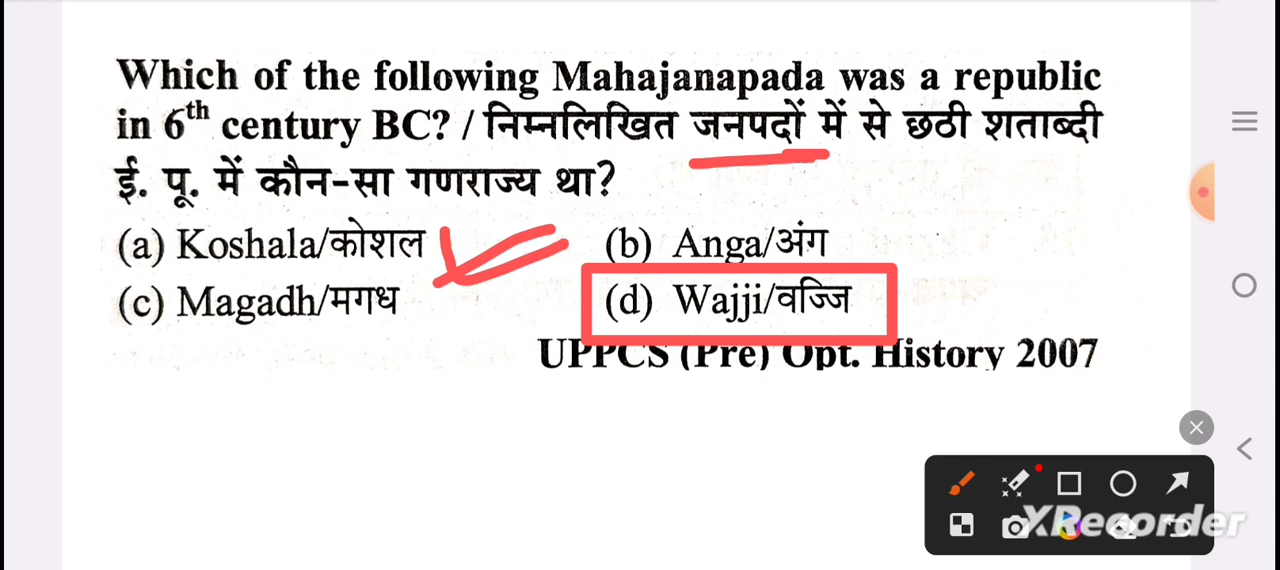 Which of the following Mahajanapada was a republic
in 6th century BC? / निम्नलिखित जनपदों में से छठी शताब्दी
ई. पू. में कौन-सा गणराज्य था?
(a) Koshala/कोशल (b) Anga/अंग
(c) Magadh/मगध (d) Wajji/वज्जि
UPPCS (Pre) Opt. History 2007
XRecorder